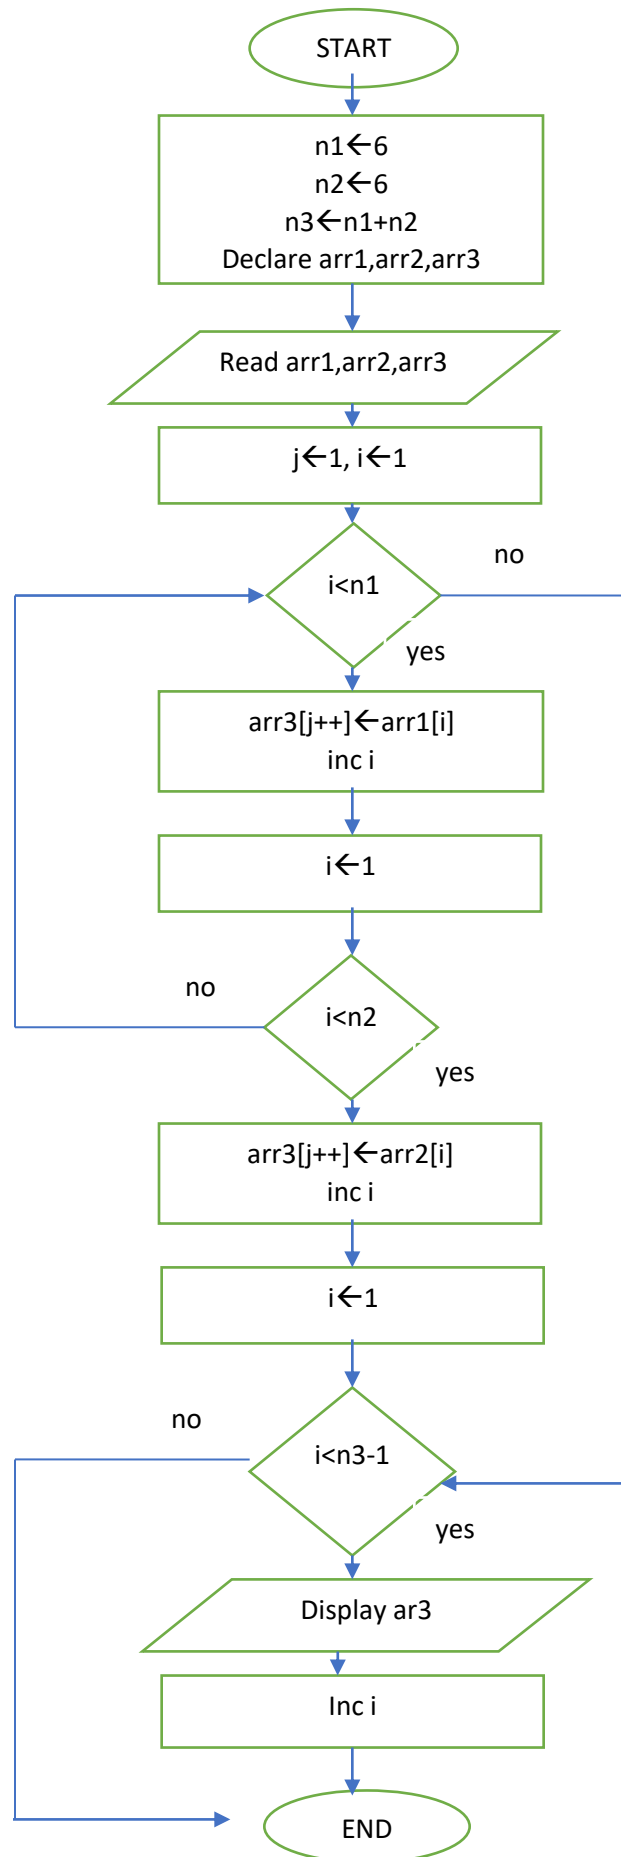 START
n1←6
n2←6
n3←n1+n2
Declare arr1,arr2,arr3
Read arr1,arr2,arr3
j←1, i←1
i<n1
no
yes
arr3[j++]←arr1[i]
inc i
i←1
no
i<n2
yes
arr3[j++]←arr2[i]
inc i
i←1
no
i<n3-1
yes
Display ar3
Inc i
END